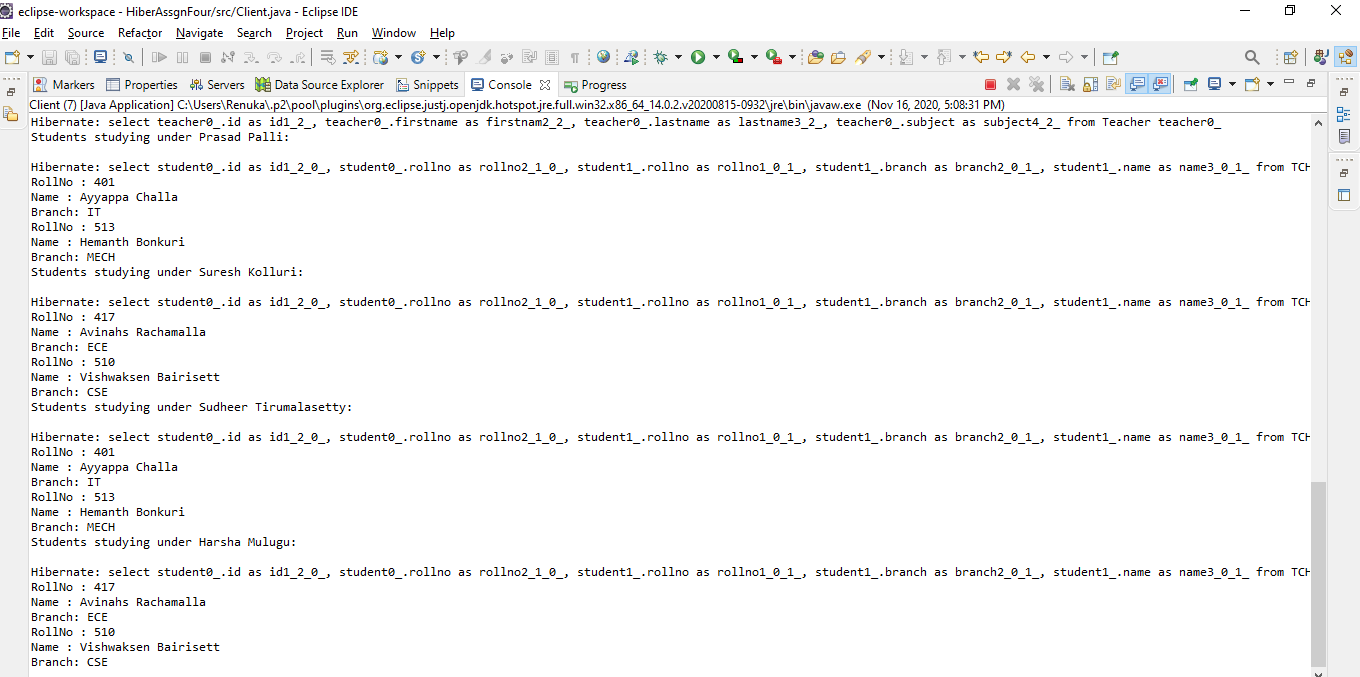 eclipse-workspace - HiberAssgnFour/src/Client.java - Eclipse IDE
File Edit Source Refactor Navigate Search Project Run Window Help
Markers Properties Servers Data Source Explorer Snippets Console Progress
Client (7) [Java Application] C:\Users\Renuka\.p2\pool\plugins\org.eclipse.justj.openjdk.hotspot.jre.full.win32.x86_64_14.0.2.v20200815-0932\jre\bin\javaw.exe (Nov 16, 2020, 5:08:31 PM)
Hibernate: select teacher0_.id as id1_2_, teacher0_.firstname as firstnam2_2_, teacher0_.lastname as lastname3_2_, teacher0_.subject as subject4_2_ from Teacher teacher0_
Students studying under Prasad Palli:
Hibernate: select student0_.id as id1_2_0_, student0_.rollno as rollno2_1_0_, student1_.rollno as rollno1_0_1_, student1_.branch as branch2_0_1_, student1_.name as name3_0_1_ from TCH
RollNo : 401
Name : Ayyappa Challa
Branch: IT
RollNo : 513
Name : Hemanth Bonkuri
Branch: MECH
Students studying under Suresh Kolluri:
Hibernate: select student0_.id as id1_2_0_, student0_.rollno as rollno2_1_0_, student1_.rollno as rollno1_0_1_, student1_.branch as branch2_0_1_, student1_.name as name3_0_1_ from TCH
RollNo : 417
Name : Avinahs Rachamalla
Branch: ECE
RollNo : 510
Name : Vishwaksen Bairisett
Branch: CSE
Students studying under Sudheer Tirumalasetty:
Hibernate: select student0_.id as id1_2_0_, student0_.rollno as rollno2_1_0_, student1_.rollno as rollno1_0_1_, student1_.branch as branch2_0_1_, student1_.name as name3_0_1_ from TCH
RollNo : 401
Name : Ayyappa Challa
Branch: IT
RollNo : 513
Name : Hemanth Bonkuri
Branch: MECH
Students studying under Harsha Mulugu:
Hibernate: select student0_.id as id1_2_0_, student0_.rollno as rollno2_1_0_, student1_.rollno as rollno1_0_1_, student1_.branch as branch2_0_1_, student1_.name as name3_0_1_ from TCH
RollNo : 417
Name : Avinahs Rachamalla
Branch: ECE
RollNo : 510
Name : Vishwaksen Bairisett
Branch: CSE